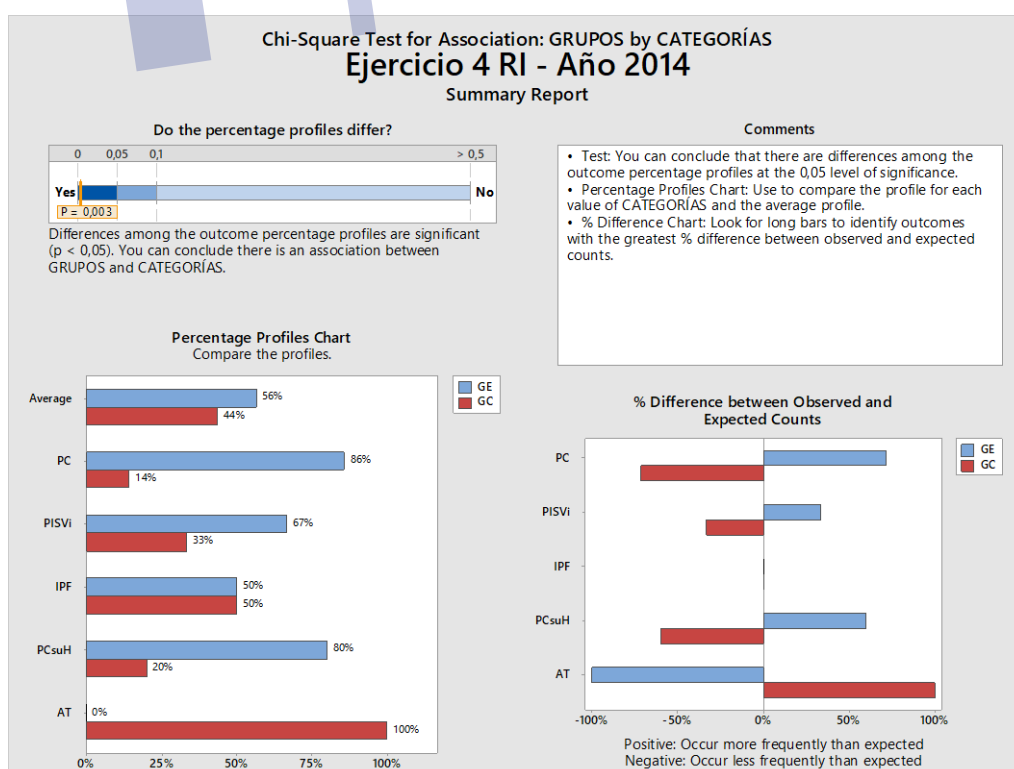 Chi-Square Test for Association: GRUPOS by CATEGORÍAS
Ejercicio 4 RI - Año 2014
Summary Report
Do the percentage profiles differ?
0 0,05 0,1 > 0,5
Yes No
P = 0,003
Differences among the outcome percentage profiles are significant
(p < 0,05). You can conclude there is an association between
GRUPOS and CATEGORÍAS.
Comments
• Test: You can conclude that there are differences among the
outcome percentage profiles at the 0,05 level of significance.
• Percentage Profiles Chart: Use to compare the profile for each
value of CATEGORÍAS and the average profile.
• % Difference Chart: Look for long bars to identify outcomes
with the greatest % difference between observed and expected
counts.
Percentage Profiles Chart
Compare the profiles.
GE
GC
Average 56%
44%
PC 86%
14%
PISVi 67%
33%
IPF 50%
50%
PCsuH 80%
20%
AT 0%
100%
0% 25% 50% 75% 100%
% Difference between Observed and
Expected Counts
GE
GC
PC
PISVi
IPF
PCsuH
AT
-100% -50% 0% 50% 100%
Positive: Occur more frequently than expected
Negative: Occur less frequently than expected